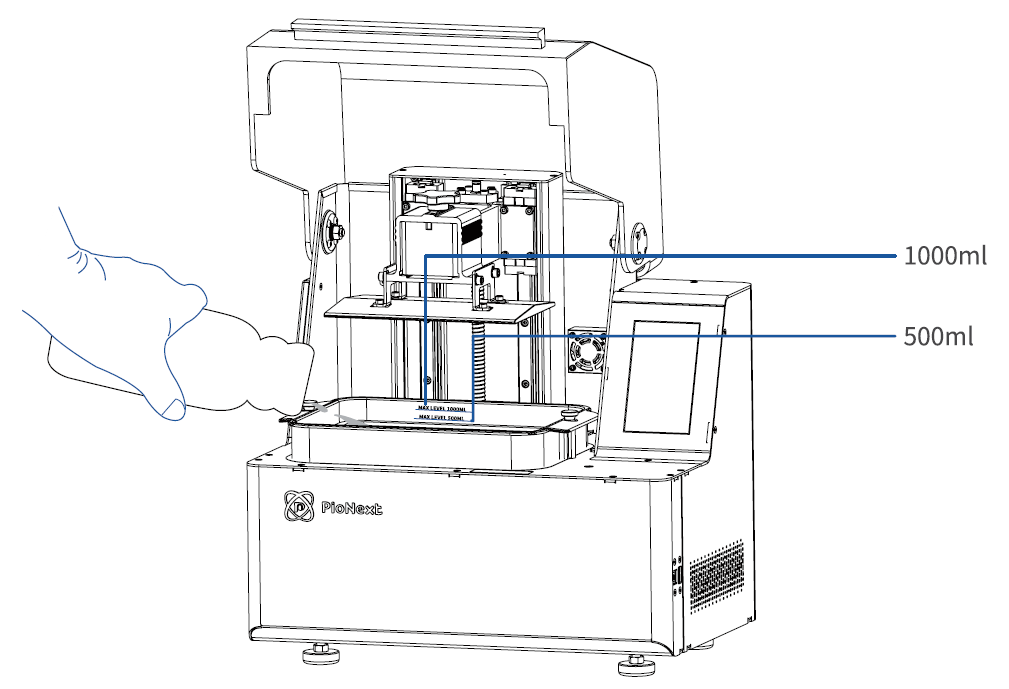 1000ml
500ml
MAX LEVEL 1000ML
MAX LEVEL 500ML
PioNext